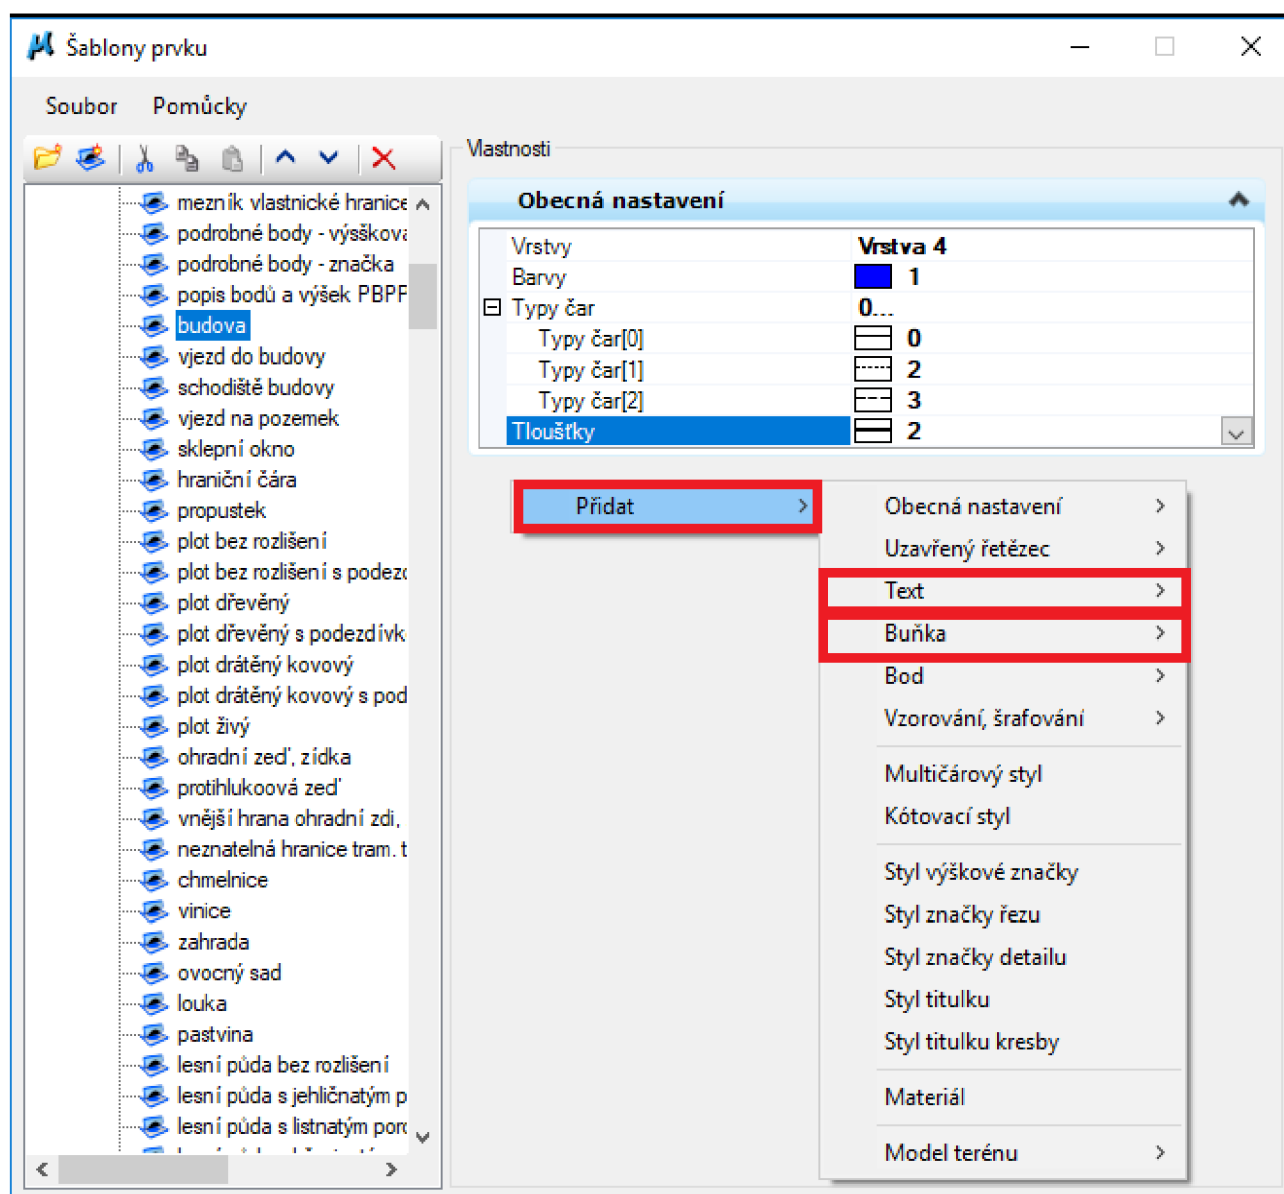 Šablony prvku
Soubor Pomůcky
Vlastnosti
Obecná nastavení
Vrstvy Vrstva 4
Barvy 1
Typy čar 0...
Typy čar[0] 0
Typy čar[1] 2
Typy čar[2] 3
Tloušťky 2
mezník vlastnické hranice
podrobné body - výsškova
podrobné body - značka
popis bodů a výšek PBPF
budova
vjezd do budovy
schodiště budovy
vjezd na pozemek
sklepní okno
hraniční čára
propustek
plot bez rozlišení
plot bez rozlišení s podezd
plot dřevěný
plot dřevěný s podezdívk
plot drátěný kovový
plot drátěný kovový s pod
plot živý
ohradní zeď, zídka
protihlukoová zeď
vnější hrana ohradní zdi,
neznatelná hranice tram. t
chmelnice
vinice
zahrada
ovocný sad
louka
pastvina
lesní půda bez rozlišení
lesní půda s jehličnatým p
lesní půda s listnatým poro
Přidat
Obecná nastavení
Uzavřený řetězec
Text
Buňka
Bod
Vzorování, šrafování
Multičárový styl
Kótovací styl
Styl výškové značky
Styl značky řezu
Styl značky detailu
Styl titulku
Styl titulku kresby
Materiál
Model terénu